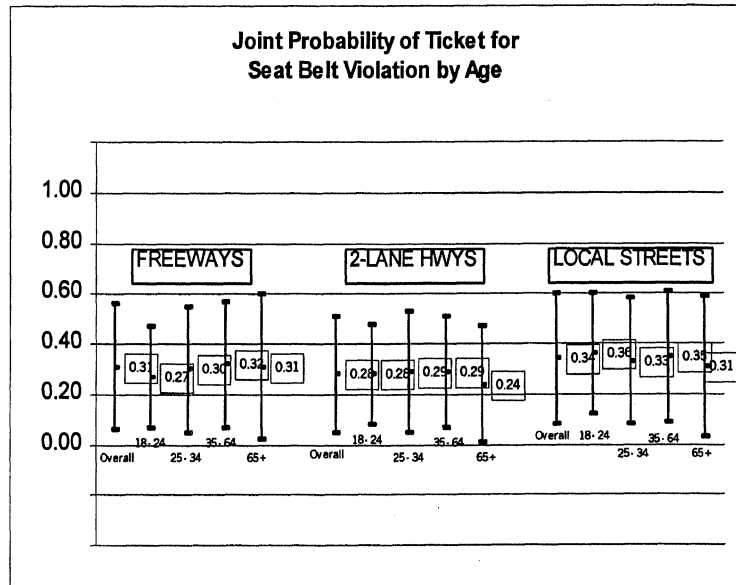 Joint Probability of Ticket for
Seat Belt Violation by Age
1.00
0.80
FREEWAYS
2-LANE HWYS
LOCAL STREETS
0.60
0.40
0.31
0.27
0.30
0.32
0.31
0.28
0.28
0.29
0.29
0.24
0.34
0.36
0.33
0.35
0.31
0.20
0.00
Overall
18 - 24
25 - 34
35 - 64
65+
Overall
18 - 24
25 - 34
35 - 64
65+
Overall
18 - 24
25 - 34
35 - 64
65+